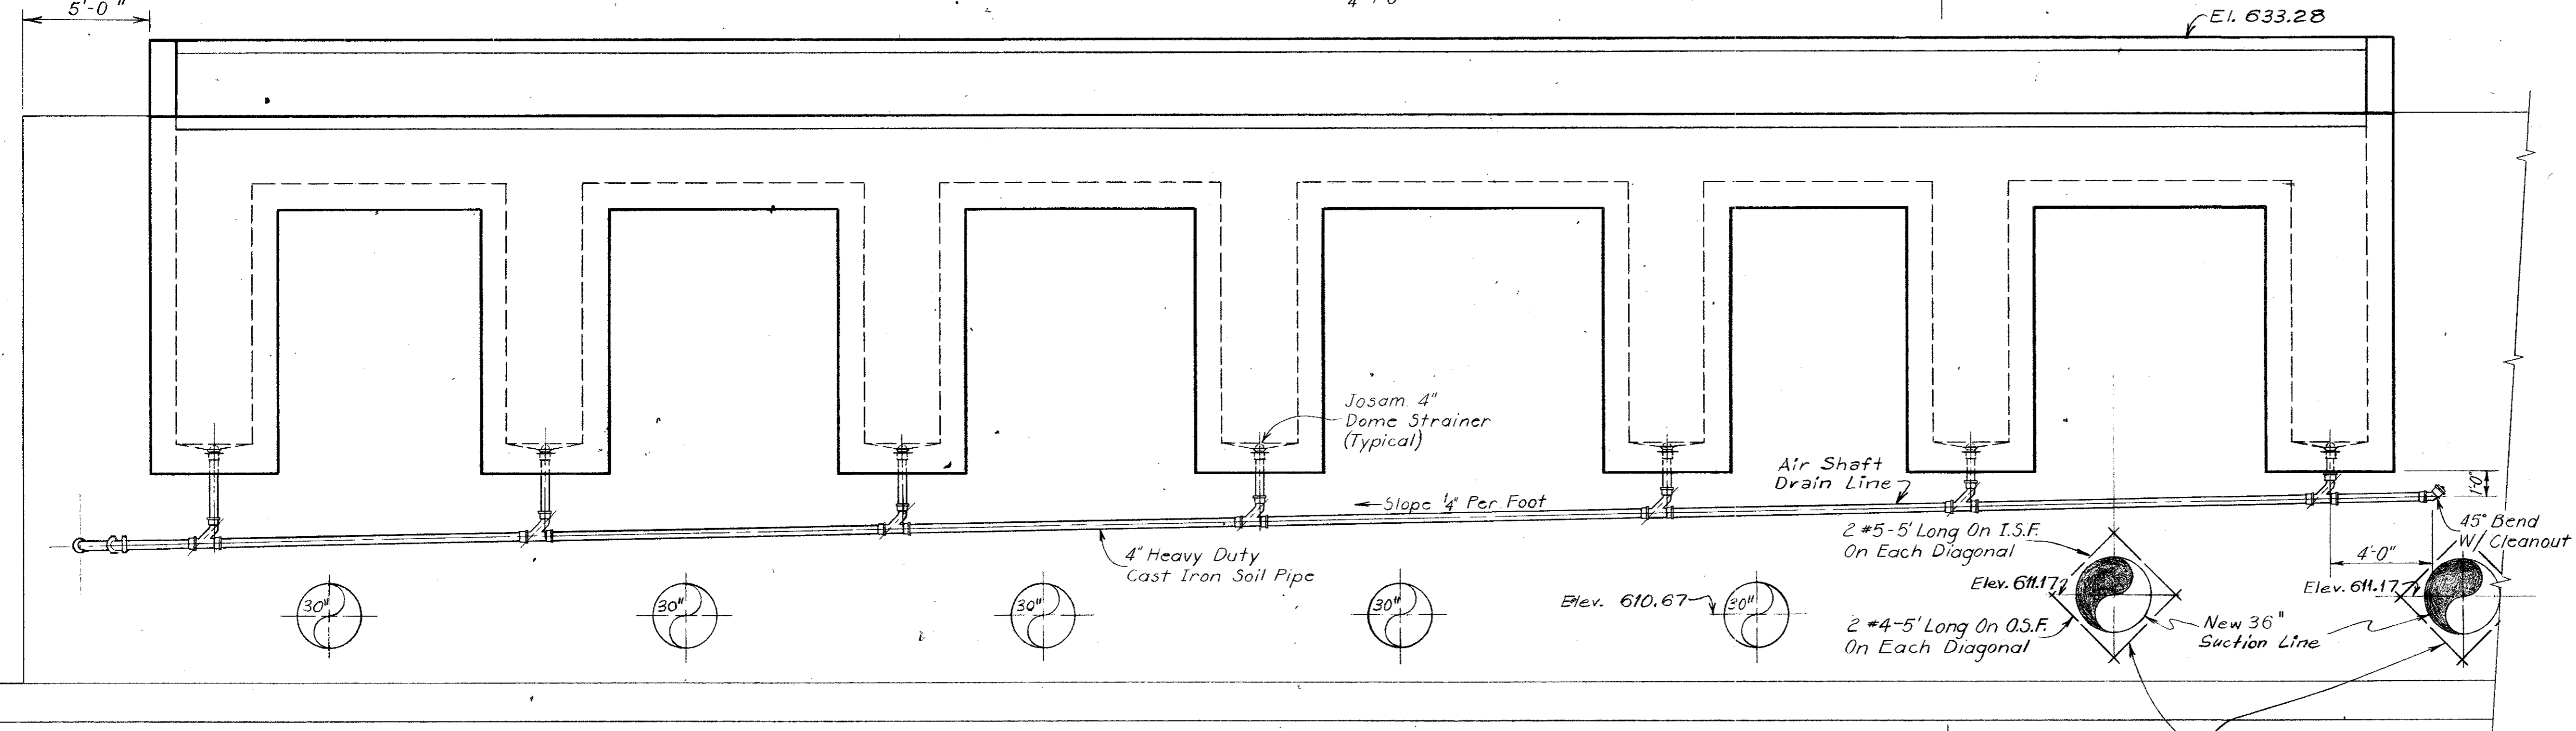 5'-0"
El. 633.28
Josam 4"
Dome Strainer
(Typical)
Air Shaft
Drain Line
Slope 1/4" Per Foot
1'-0"
45° Bend
W/ Cleanout
4'-0"
4" Heavy Duty
Cast Iron Soil Pipe
2 #5-5' Long On I.S.F.
On Each Diagonal
Elev. 611.17
Elev. 611.17
30"
30"
30"
30"
Elev. 610.67
30"
2 #4-5' Long On O.S.F.
On Each Diagonal
New 36"
Suction Line